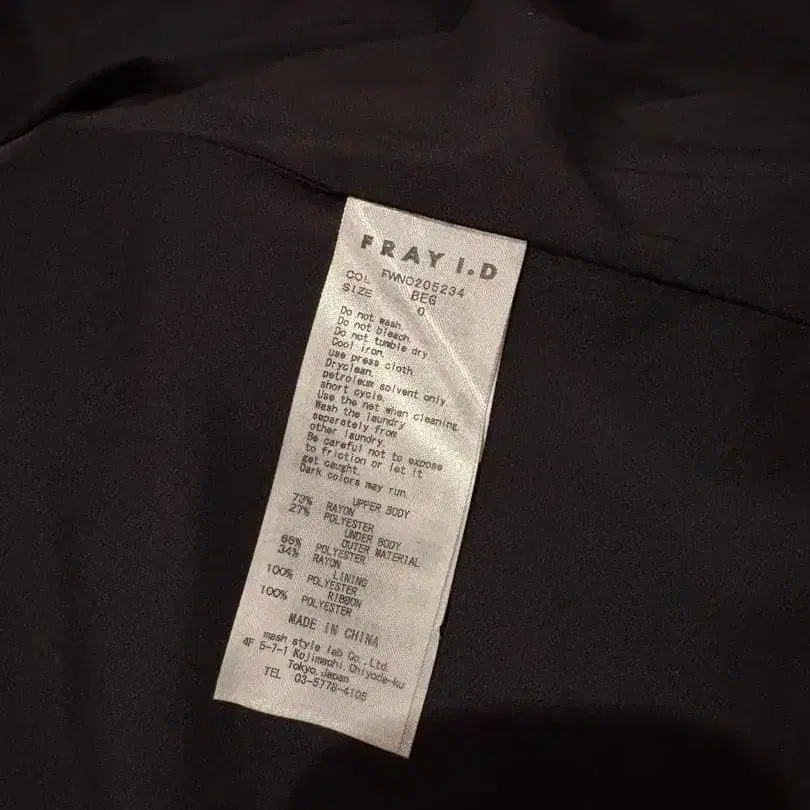 FRAY I.D
FWNO205234
COL BEG
SIZE 0
Do not wash.
Do not bleach.
Do not tumble dry.
Cool iron.
use press cloth.
Dryclean.
petroleum solvent only.
short cycle.
Use the net when cleaning.
Wash the laundry
separately from
other laundry.
Be careful not to expose
to friction or let it
get caught.
Dark colors may run.
UPPER BODY
73% RAYON
27% POLYESTER
UNDER BODY
OUTER MATERIAL
66% POLYESTER
34% RAYON
LINING
100% POLYESTER
RIBBON
100% POLYESTER
MADE IN CHINA
mash style lab Co., Ltd.
4F 5-7-1 Kojimachi, Chiyoda-ku
Tokyo, Japan
TEL 03-5778-4105